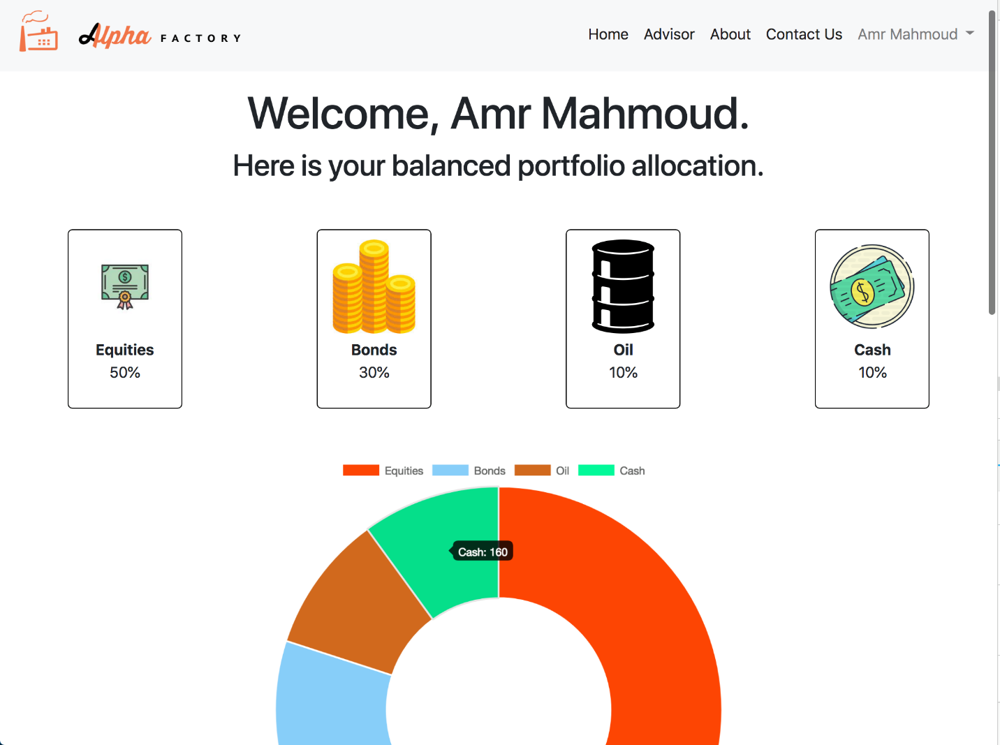 Alpha FACTORY
Home Advisor About Contact Us Amr Mahmoud
Welcome, Amr Mahmoud.
Here is your balanced portfolio allocation.
$
$
Equities
50%
Bonds
30%
Oil
10%
Cash
10%
Equities Bonds Oil Cash
Cash: 160